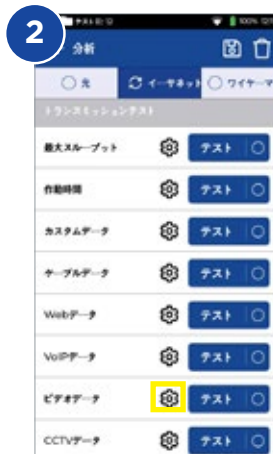 2
100%
分析
光
イーサネット
ワイヤーマ
トランスミッションテスト
最大スループット
テスト
作動時間
テスト
カスタムデータ
テスト
ケーブルデータ
テスト
Webデータ
テスト
VoIPデータ
テスト
ビデオデータ
テスト
CCTVデータ
テスト